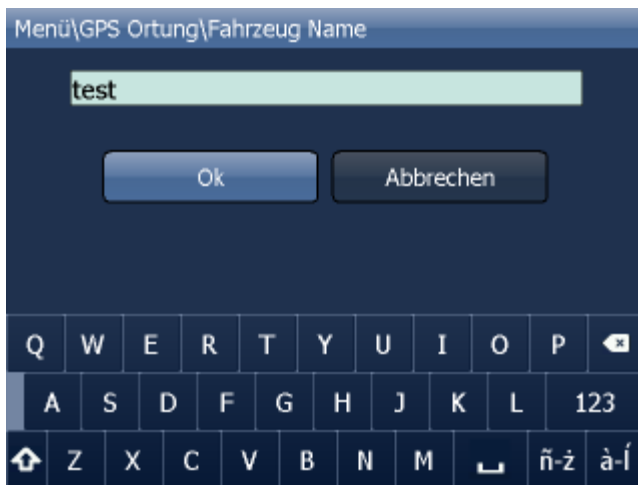 Menü\GPS Ortung\Fahrzeug Name
test
Ok Abbrechen
Q W E R T Y U I O P
A S D F G H J K L 123
Z X C V B N M ñ-ż à-Í